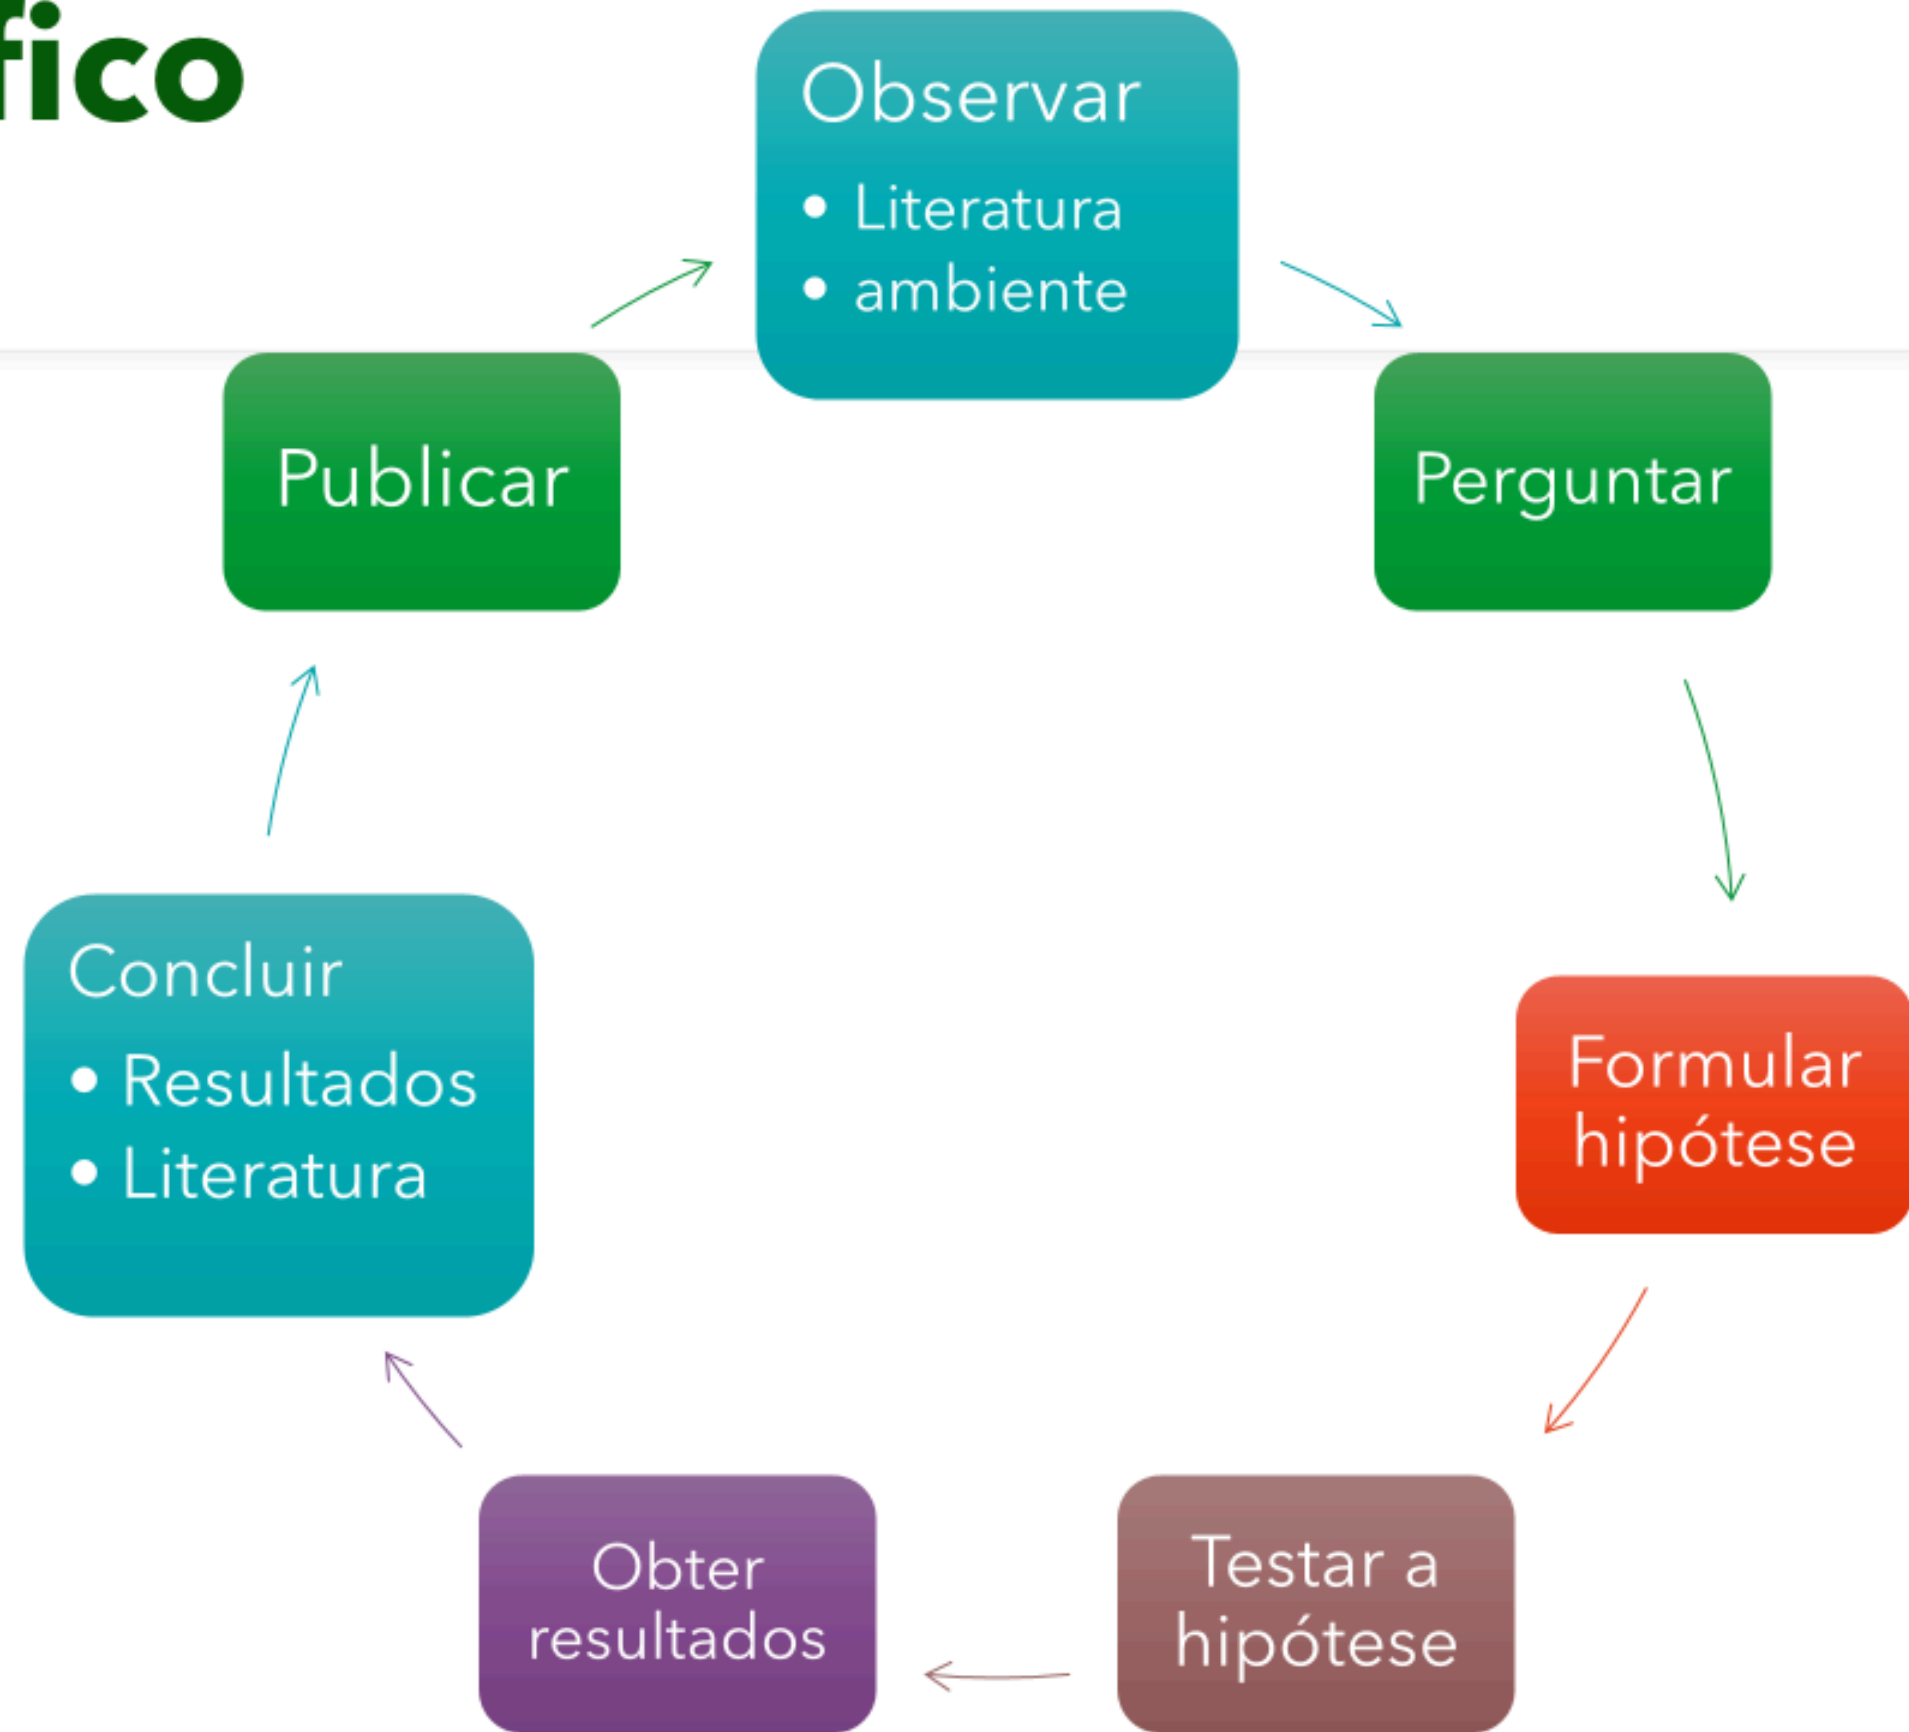 fico
Observar
• Literatura
• ambiente
Perguntar
Formular
hipótese
Testar a
hipótese
Obter
resultados
Concluir
• Resultados
• Literatura
Publicar